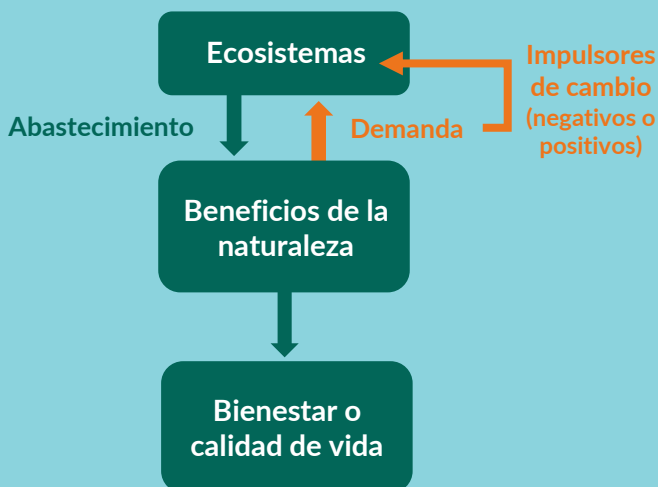 Ecosistemas
Impulsores
de cambio
(negativos o
positivos)
Abastecimiento
Demanda
Beneficios de la
naturaleza
Bienestar o
calidad de vida